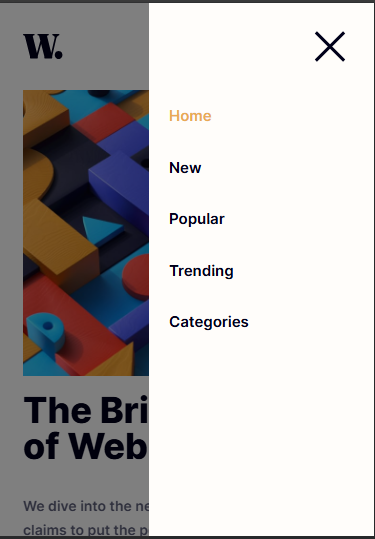 W.
Home
New
Popular
Trending
Categories
The Bri
of Web
We dive into the ne
claims to put the p